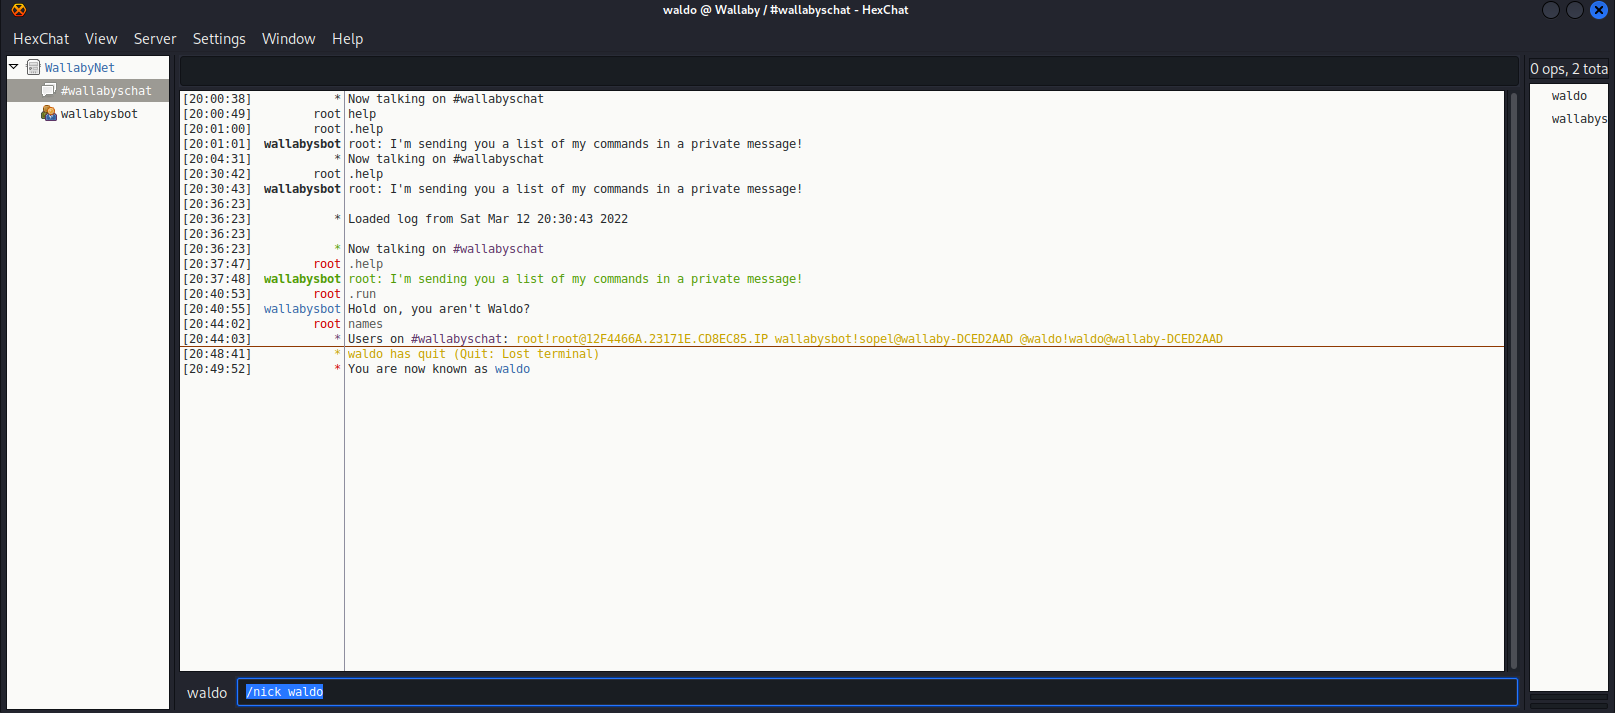 waldo @ Wallaby / #wallabyschat - HexChat
HexChat View Server Settings Window Help
WallabyNet
#wallabyschat
wallabysbot
[20:00:38] * Now talking on #wallabyschat
[20:00:49] root help
[20:01:00] root .help
[20:01:01] wallabysbot root: I'm sending you a list of my commands in a private message!
[20:04:31] * Now talking on #wallabyschat
[20:30:42] root .help
[20:30:43] wallabysbot root: I'm sending you a list of my commands in a private message!
[20:36:23]
[20:36:23] * Loaded log from Sat Mar 12 20:30:43 2022
[20:36:23]
[20:36:23] * Now talking on #wallabyschat
[20:37:47] root .help
[20:37:48] wallabysbot root: I'm sending you a list of my commands in a private message!
[20:40:53] root .run
[20:40:55] wallabysbot Hold on, you aren't Waldo?
[20:44:02] root names
[20:44:03] * Users on #wallabyschat: root!root@12F4466A.23171E.CD8EC85.IP wallabysbot!sopel@wallaby-DCED2AAD @waldo!waldo@wallaby-DCED2AAD
[20:48:41] * waldo has quit (Quit: Lost terminal)
[20:49:52] * You are now known as waldo
waldo /nick waldo
0 ops, 2 tota
waldo
wallabys